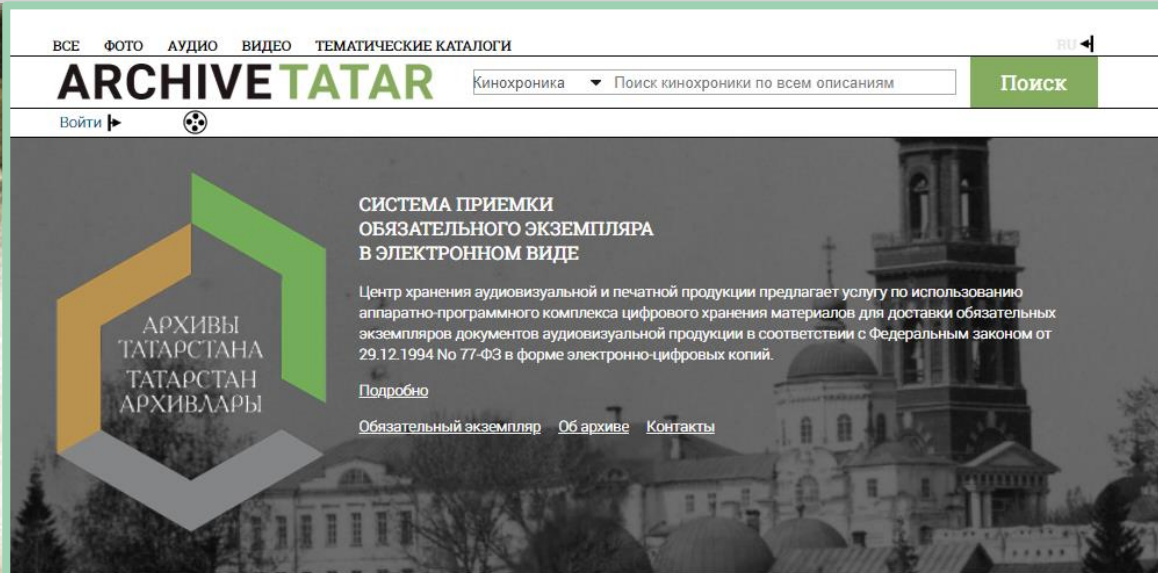 ВСЕ ФОТО АУДИО ВИДЕО ТЕМАТИЧЕСКИЕ КАТАЛОГИ RU
ARCHIVE TATAR Кинохроника Поиск кинохроники по всем описаниям Поиск
Войти
СИСТЕМА ПРИЕМКИ
ОБЯЗАТЕЛЬНОГО ЭКЗЕМПЛЯРА
В ЭЛЕКТРОННОМ ВИДЕ
Центр хранения аудиовизуальной и печатной продукции предлагает услугу по использованию
аппаратно-программного комплекса цифрового хранения материалов для доставки обязательных
экземпляров документов аудиовизуальной продукции в соответствии с Федеральным законом от
29.12.1994 No 77-ФЗ в форме электронно-цифровых копий.
Подробно
Обязательный экземпляр Об архиве Контакты
АРХИВЫ
ТАТАРСТАНА
ТАТАРСТАН
АРХИВЛАРЫ